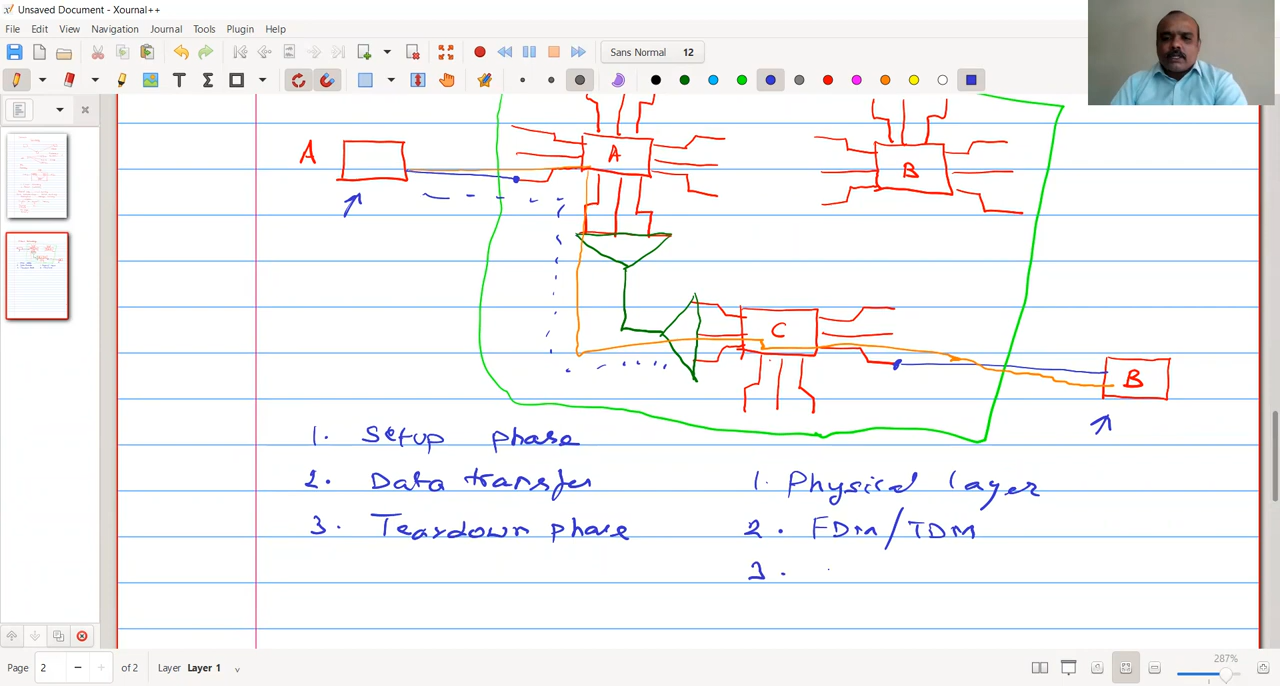 Unsaved Document - Xournal++
File Edit View Navigation Journal Tools Plugin Help
Sans Normal 12
A
A
B
C
B
1. Setup phase
2. Data transfer
3. Teardown phase
1. Physical layer
2. FDM/TDM
3.
287%
Page 2 of 2 Layer Layer 1